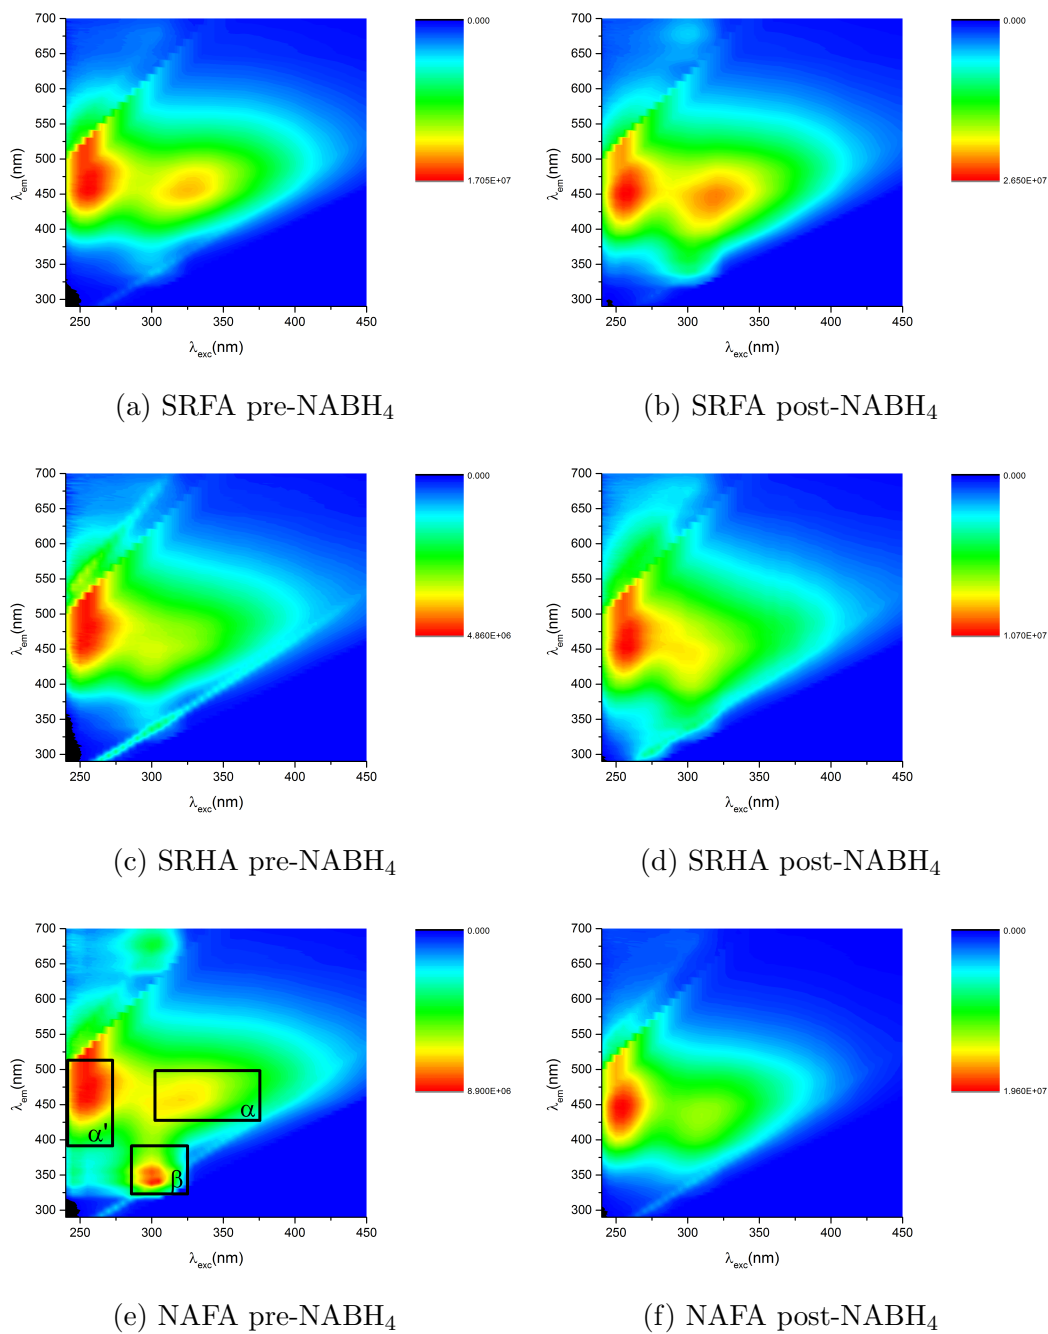 700
650
600
550
500
450
400
350
300
λem(nm)
250 300 350 400 450
λexc(nm)
0.000
1.705E+07
(a) SRFA pre-NABH4
700
650
600
550
500
450
400
350
300
λem(nm)
250 300 350 400 450
λexc(nm)
0.000
2.650E+07
(b) SRFA post-NABH4
700
650
600
550
500
450
400
350
300
λem(nm)
250 300 350 400 450
λexc(nm)
0.000
4.860E+06
(c) SRHA pre-NABH4
700
650
600
550
500
450
400
350
300
λem(nm)
250 300 350 400 450
λexc(nm)
0.000
1.070E+07
(d) SRHA post-NABH4
700
650
600
550
500
450
400
350
300
λem(nm)
α'
α
β
250 300 350 400 450
λexc(nm)
0.000
8.900E+06
(e) NAFA pre-NABH4
700
650
600
550
500
450
400
350
300
λem(nm)
250 300 350 400 450
λexc(nm)
0.000
1.960E+07
(f) NAFA post-NABH4